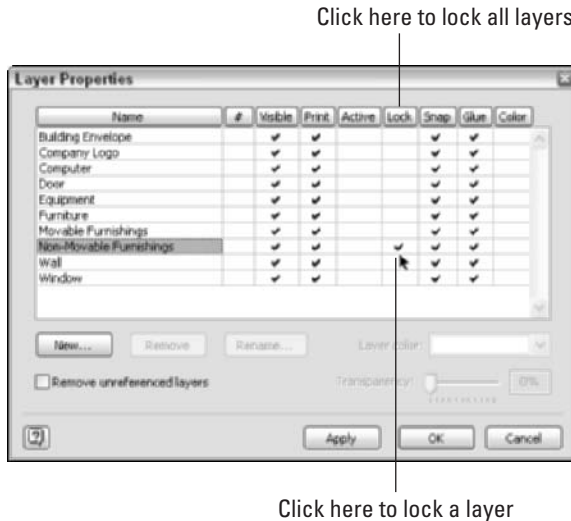 Click here to lock all layers
Layer Properties
Name # Visible Print Active Lock Snap Glue Color
Building Envelope
Company Logo
Computer
Door
Equipment
Furniture
Movable Furnishings
Non-Movable Furnishings
Wall
Window
New... Remove Rename... Layer color:
Remove unreferenced layers Transparency: 0%
? Apply OK Cancel
Click here to lock a layer